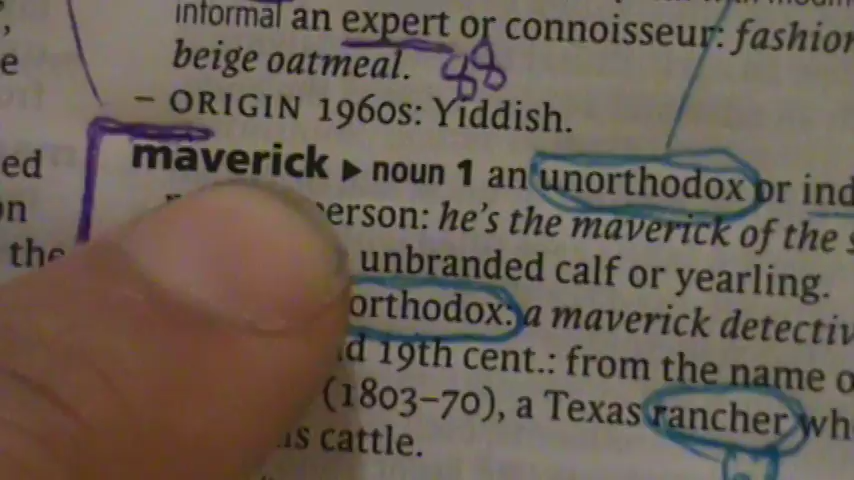 informal an expert or connoisseur: fashion
e beige oatmeal. 88
– ORIGIN 1960s: Yiddish.
ed maverick ▶ noun 1 an unorthodox or ind
on erson: he's the maverick of the s
the unbranded calf or yearling.
orthodox: a maverick detectiv
d 19th cent.: from the name o
(1803–70), a Texas rancher wh
is cattle.